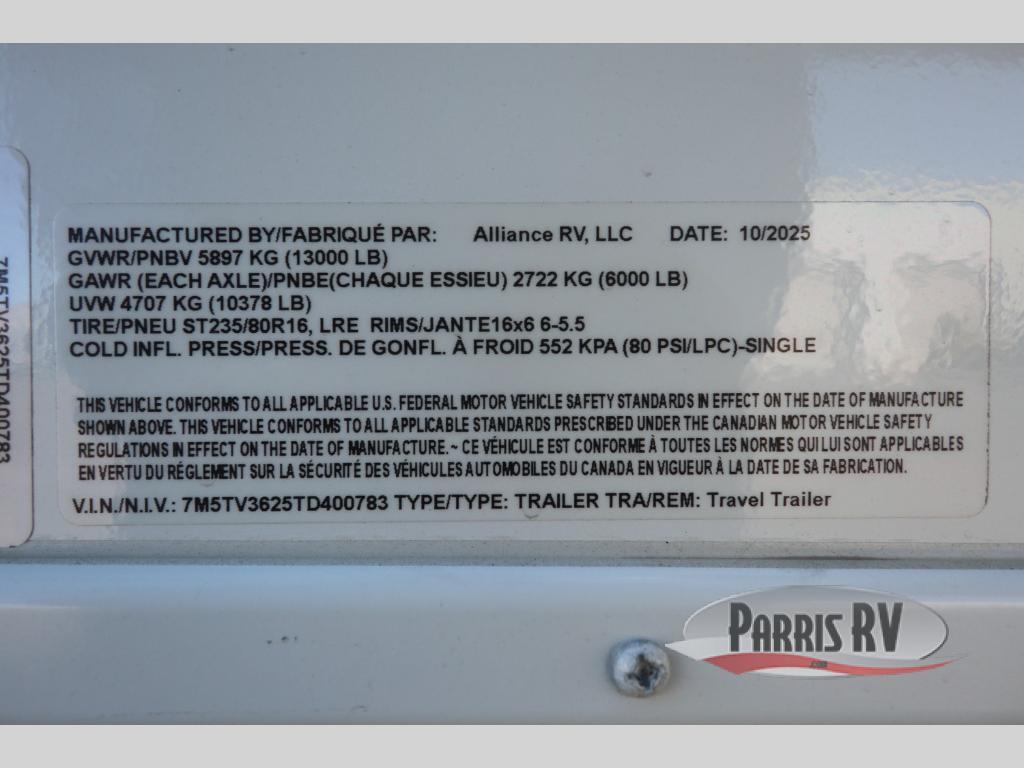 MANUFACTURED BY/FABRIQUÉ PAR: Alliance RV, LLC DATE: 10/2025
GVWR/PNBV 5897 KG (13000 LB)
GAWR (EACH AXLE)/PNBE(CHAQUE ESSIEU) 2722 KG (6000 LB)
UVW 4707 KG (10378 LB)
TIRE/PNEU ST235/80R16, LRE RIMS/JANTE16x6 6-5.5
COLD INFL. PRESS/PRESS. DE GONFL. À FROID 552 KPA (80 PSI/LPC)-SINGLE
THIS VEHICLE CONFORMS TO ALL APPLICABLE U.S. FEDERAL MOTOR VEHICLE SAFETY STANDARDS IN EFFECT ON THE DATE OF MANUFACTURE
SHOWN ABOVE. THIS VEHICLE CONFORMS TO ALL APPLICABLE STANDARDS PRESCRIBED UNDER THE CANADIAN MOTOR VEHICLE SAFETY
REGULATIONS IN EFFECT ON THE DATE OF MANUFACTURE.~ CE VÉHICULE EST CONFORME À TOUTES LES NORMES QUI LUI SONT APPLICABLES
EN VERTU DU RÉGLEMENT SUR LA SÉCURITÉ DES VÉHICULES AUTOMOBILES DU CANADA EN VIGUEUR À LA DATE DE SA FABRICATION.
V.I.N./N.I.V.: 7M5TV3625TD400783 TYPE/TYPE: TRAILER TRA/REM: Travel Trailer
7M5TV3625TD400783
PARRIS RV
.com